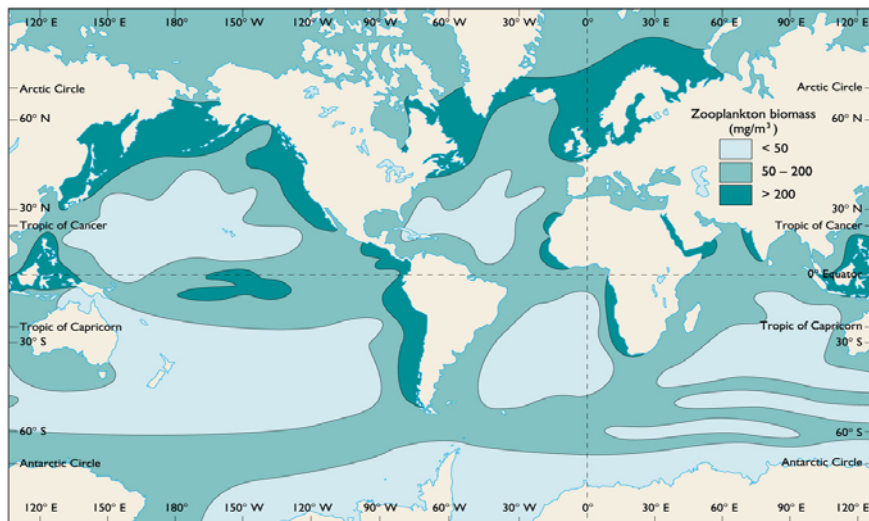 120° E 150° E 180° 150° W 120° W 90° W 60° W 30° W 0° 30° E 60° E 90° E 120° E
Arctic Circle Arctic Circle
60° N 60° N
Zooplankton biomass
(mg/m³)
< 50
50 – 200
> 200
30° N 30° N
Tropic of Cancer Tropic of Cancer
0° Equator
Tropic of Capricorn Tropic of Capricorn
30° S 30° S
60° S 60° S
Antarctic Circle Antarctic Circle
120° E 150° E 180° 150° W 120° W 90° W 60° W 30° W 0° 30° E 60° E 90° E 120° E